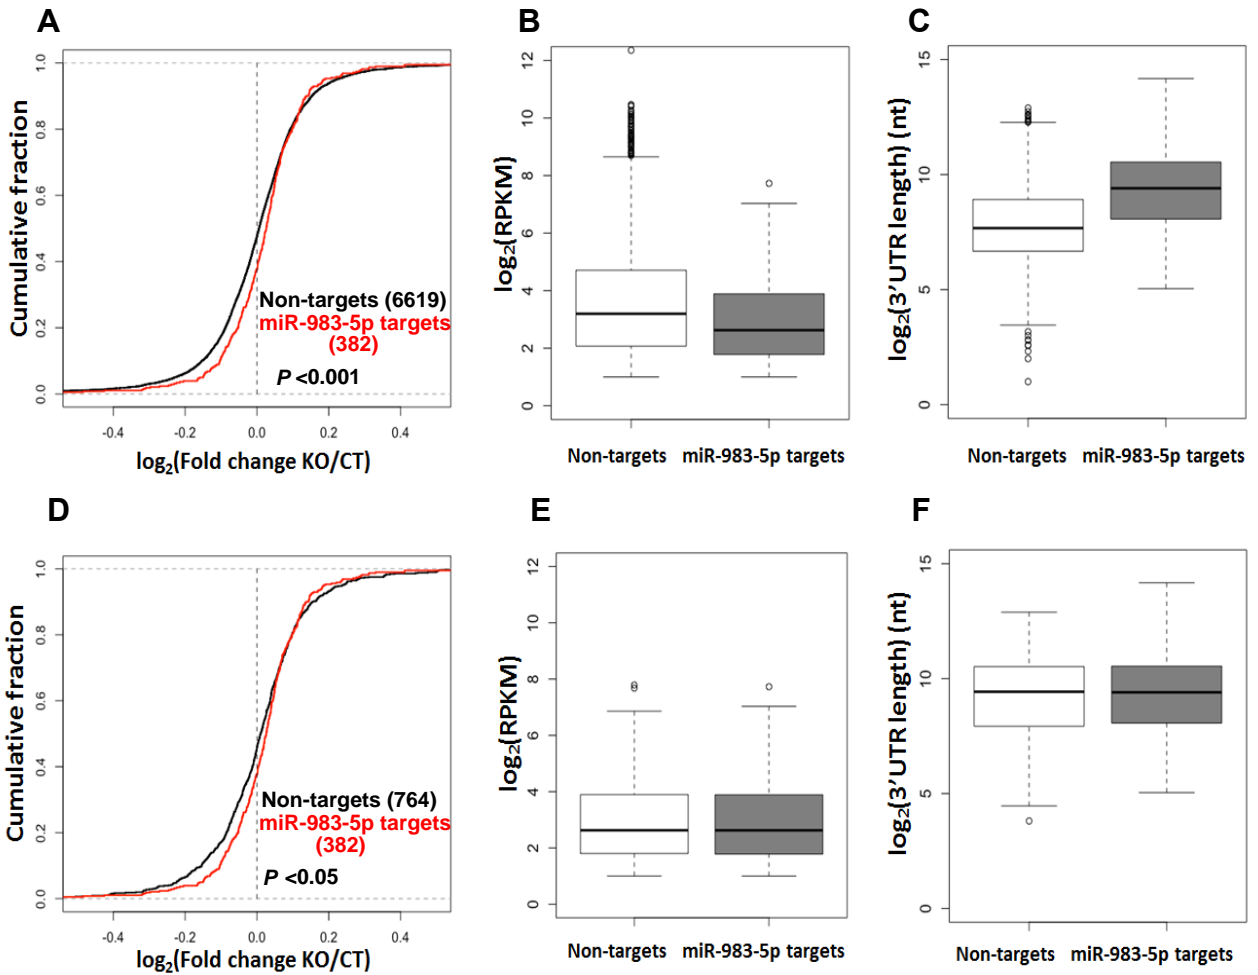 A
B
C
Cumulative fraction
1.0
0.8
0.6
0.4
0.2
0.0
-0.4
-0.2
0.0
0.2
0.4
log2(Fold change KO/CT)
Non-targets (6619)
miR-983-5p targets
(382)
P <0.001
log2(RPKM)
12
10
8
6
4
2
0
Non-targets
miR-983-5p targets
log2(3'UTR length) (nt)
15
10
5
0
Non-targets
miR-983-5p targets
D
E
F
Cumulative fraction
1.0
0.8
0.6
0.4
0.2
0.0
-0.4
-0.2
0.0
0.2
0.4
log2(Fold change KO/CT)
Non-targets (764)
miR-983-5p targets
(382)
P <0.05
log2(RPKM)
12
10
8
6
4
2
0
Non-targets
miR-983-5p targets
log2(3'UTR length) (nt)
15
10
5
0
Non-targets
miR-983-5p targets